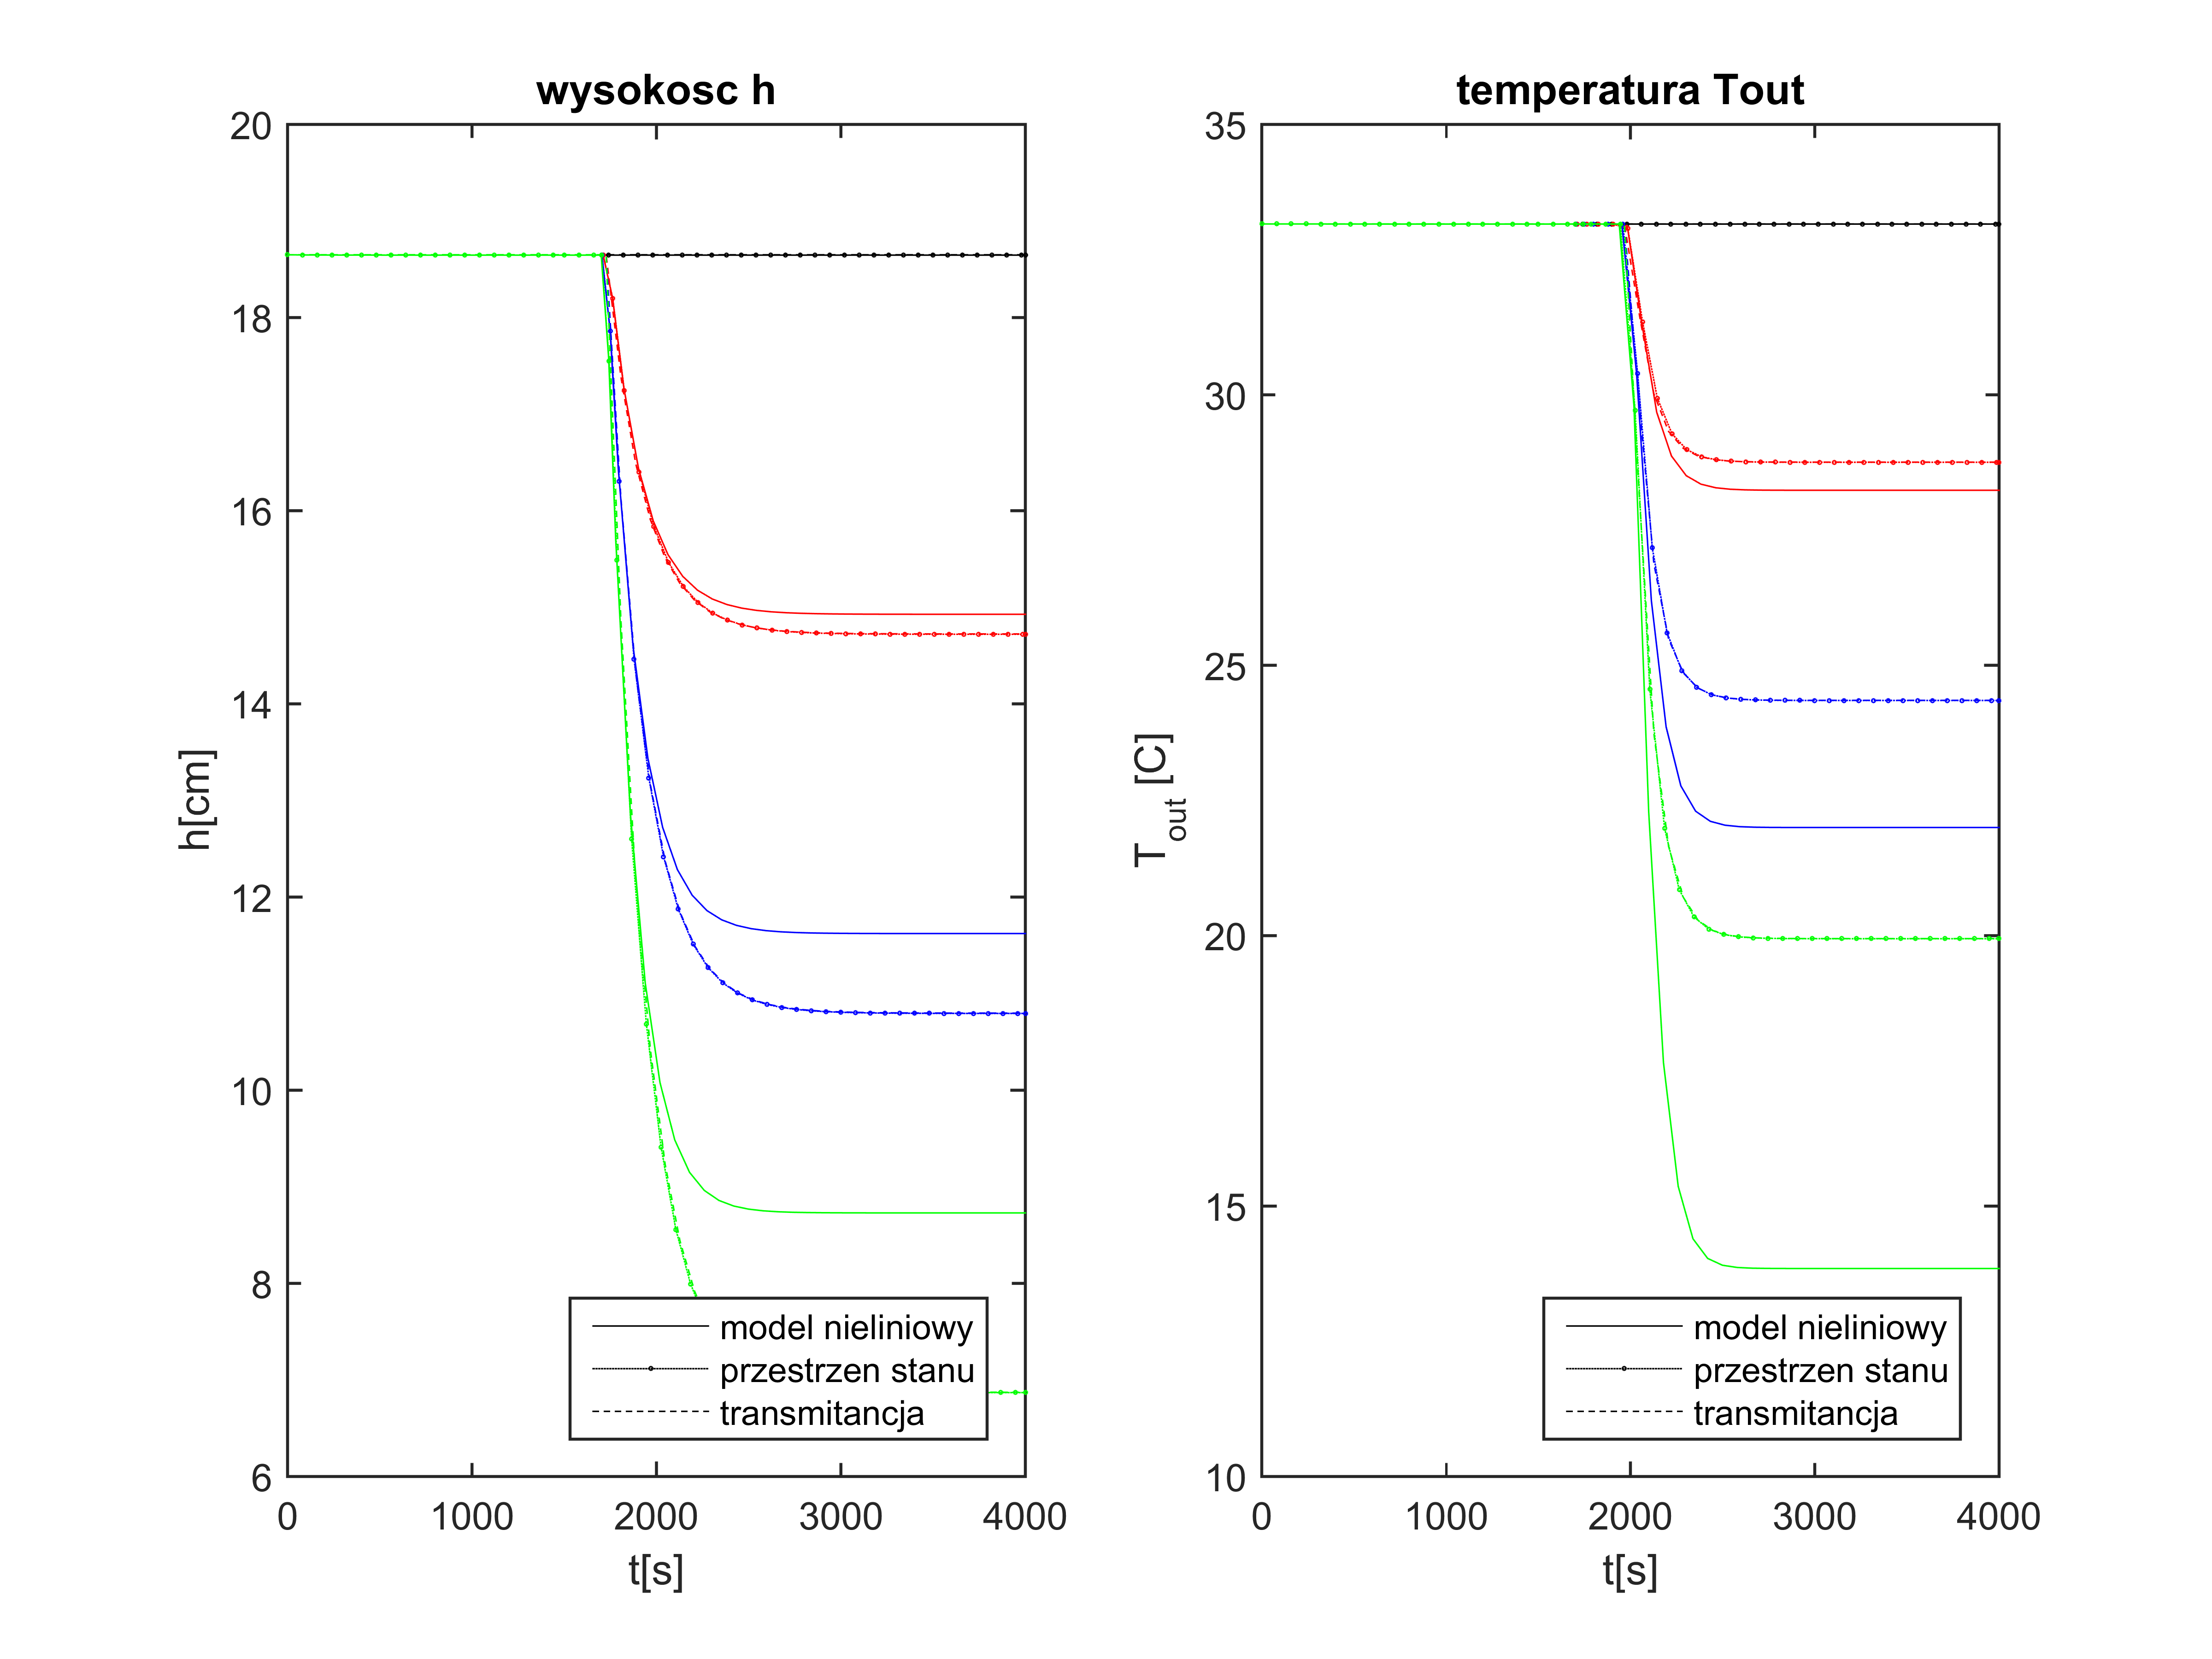 wysokosc h
20
18
16
14
12
10
8
6
h[cm]
model nieliniowy
przestrzen stanu
transmitancja
0 1000 2000 3000 4000
t[s]
temperatura Tout
35
30
25
20
15
10
T_out [C]
model nieliniowy
przestrzen stanu
transmitancja
0 1000 2000 3000 4000
t[s]